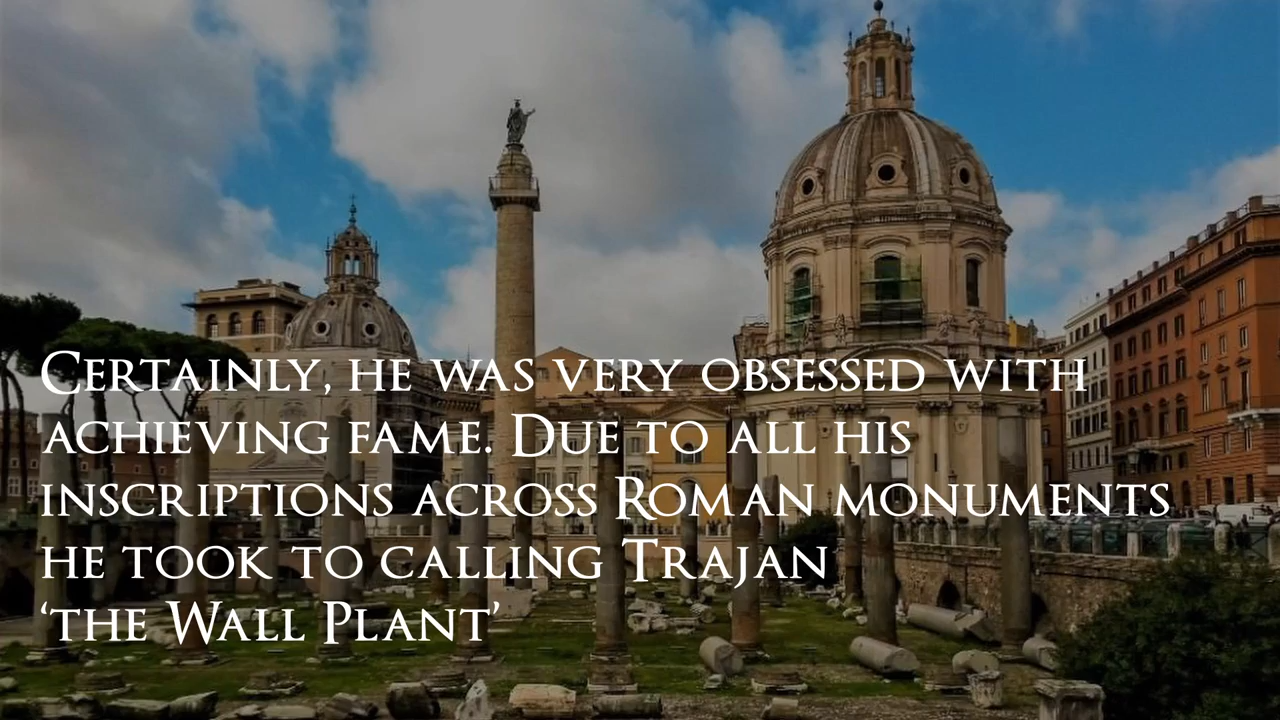 Certainly, he was very obsessed with
achieving fame. Due to all his
inscriptions across Roman monuments
he took to calling Trajan
‘the Wall Plant’